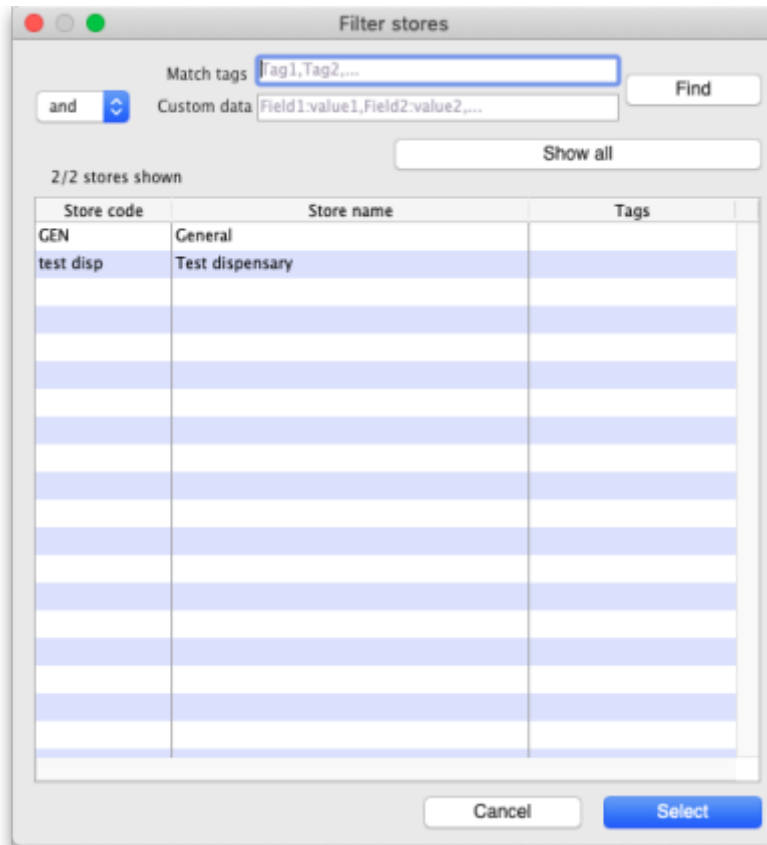 Filter stores
Match tags Tag1,Tag2,...
and
Custom data Field1:value1,Field2:value2,...
Find
Show all
2/2 stores shown
Store code Store name Tags
GEN General
test disp Test dispensary
Cancel Select